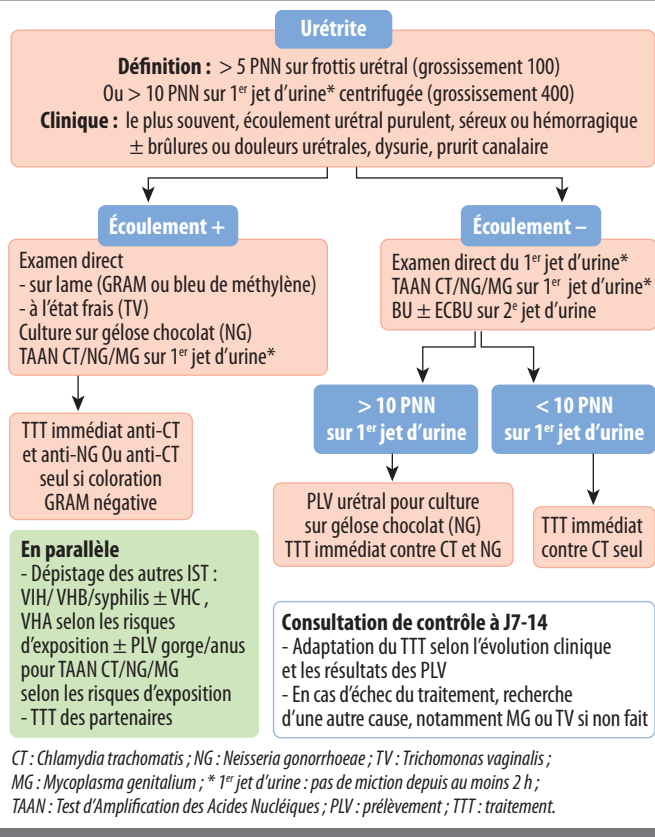 Urétrite
Définition : > 5 PNN sur frottis urétral (grossissement 100)
Ou > 10 PNN sur 1er jet d'urine* centrifugée (grossissement 400)
Clinique : le plus souvent, écoulement urétral purulent, séreux ou hémorragique
± brûlures ou douleurs urétrales, dysurie, prurit canalaire
Écoulement +
Examen direct
- sur lame (GRAM ou bleu de méthylène)
- à l'état frais (TV)
Culture sur gélose chocolat (NG)
TAAN CT/NG/MG sur 1er jet d'urine*
TTT immédiat anti-CT
et anti-NG Ou anti-CT
seul si coloration
GRAM négative
Écoulement –
Examen direct du 1er jet d'urine*
TAAN CT/NG/MG sur 1er jet d'urine*
BU ± ECBU sur 2e jet d'urine
> 10 PNN
sur 1er jet d'urine
< 10 PNN
sur 1er jet d'urine
PLV urétral pour culture
sur gélose chocolat (NG)
TTT immédiat contre CT et NG
TTT immédiat
contre CT seul
En parallèle
- Dépistage des autres IST :
VIH/ VHB/syphilis ± VHC ,
VHA selon les risques
d'exposition ± PLV gorge/anus
pour TAAN CT/NG/MG
selon les risques d'exposition
- TTT des partenaires
Consultation de contrôle à J7-14
- Adaptation du TTT selon l'évolution clinique
et les résultats des PLV
- En cas d'échec du traitement, recherche
d'une autre cause, notamment MG ou TV si non fait
CT : Chlamydia trachomatis ; NG : Neisseria gonorrhoeae ; TV : Trichomonas vaginalis ;
MG : Mycoplasma genitalium ; * 1er jet d'urine : pas de miction depuis au moins 2 h ;
TAAN : Test d'Amplification des Acides Nucléiques ; PLV : prélèvement ; TTT : traitement.